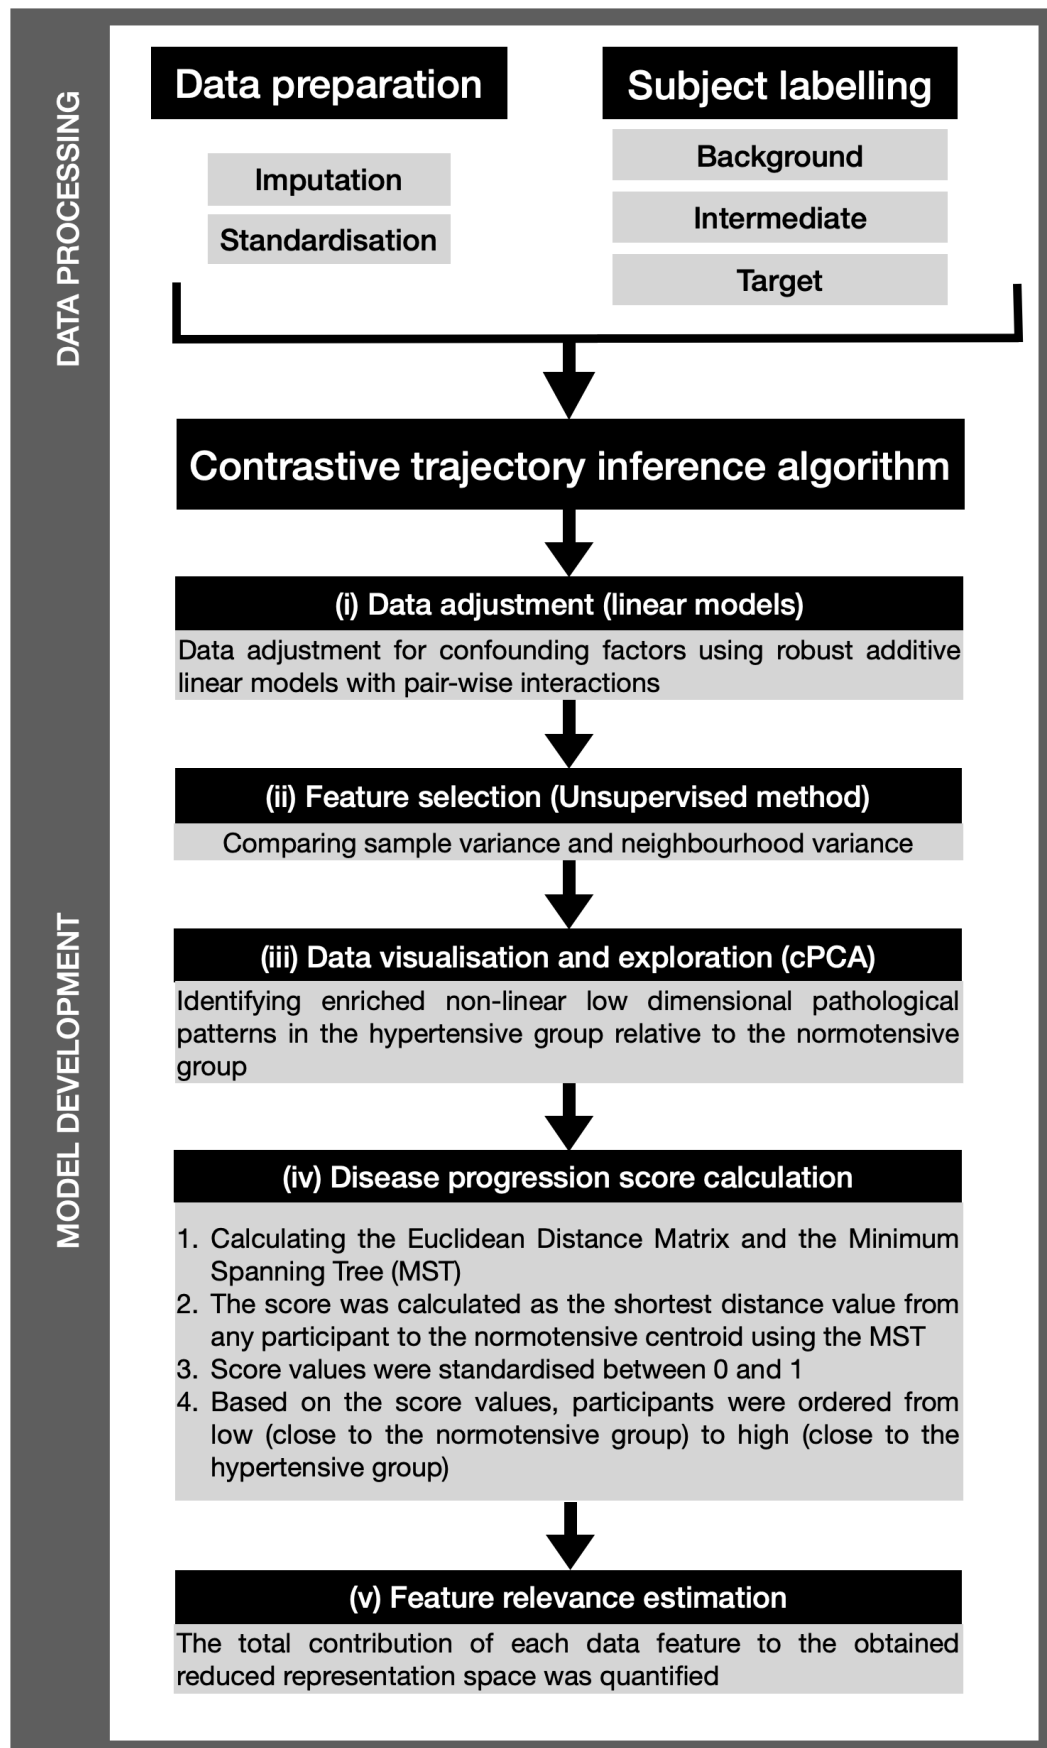 DATA PROCESSING
Data preparation
Imputation
Standardisation
Subject labelling
Background
Intermediate
Target
MODEL DEVELOPMENT
Contrastive trajectory inference algorithm
(i) Data adjustment (linear models)
Data adjustment for confounding factors using robust additive
linear models with pair-wise interactions
(ii) Feature selection (Unsupervised method)
Comparing sample variance and neighbourhood variance
(iii) Data visualisation and exploration (cPCA)
Identifying enriched non-linear low dimensional pathological
patterns in the hypertensive group relative to the normotensive
group
(iv) Disease progression score calculation
1. Calculating the Euclidean Distance Matrix and the Minimum
Spanning Tree (MST)
2. The score was calculated as the shortest distance value from
any participant to the normotensive centroid using the MST
3. Score values were standardised between 0 and 1
4. Based on the score values, participants were ordered from
low (close to the normotensive group) to high (close to the
hypertensive group)
(v) Feature relevance estimation
The total contribution of each data feature to the obtained
reduced representation space was quantified